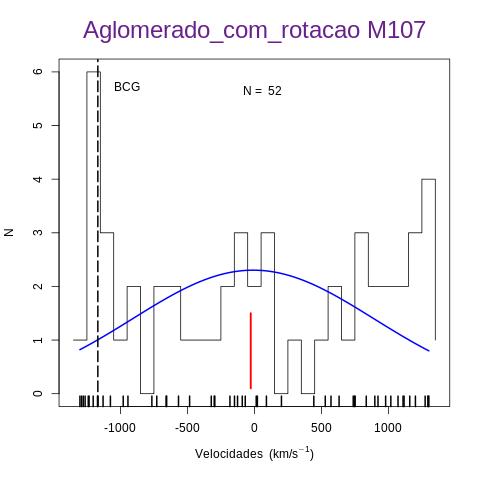 Aglomerado_com_rotacao M107
BCG
N = 52
6
5
4
3
2
1
0
N
-1000 -500 0 500 1000
Velocidades (km/s⁻¹)